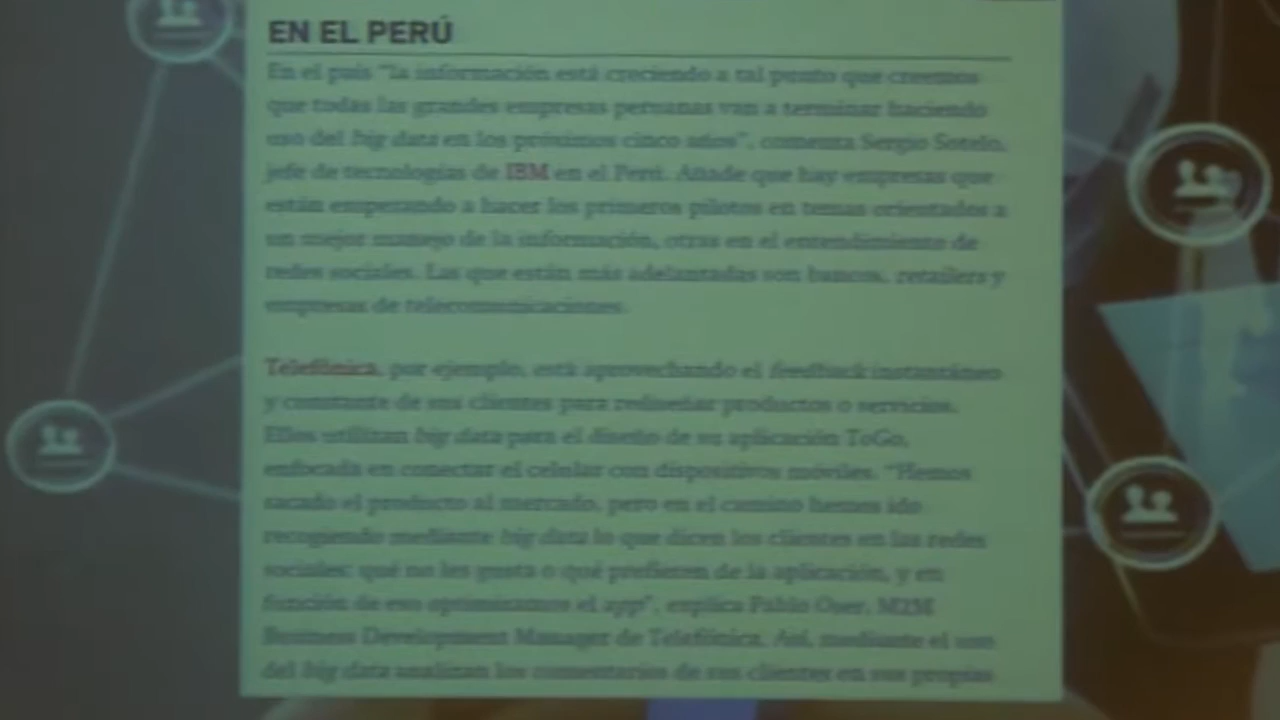 EN EL PERÚ
En el país "la información está creciendo a tal punto que creemos
que todas las grandes empresas peruanas van a terminar haciendo
uso del big data en los próximos cinco años", comenta Sergio Sotelo,
jefe de tecnologías de IBM en el Perú. Añade que hay empresas que
están empezando a hacer los primeros pilotos en temas orientados a
un mejor manejo de la información, otras en el entendimiento de
redes sociales. Las que están más adelantadas son bancos, retailers y
empresas de telecomunicaciones.
Telefónica, por ejemplo, está aprovechando el feedback instantáneo
y constante de sus clientes para rediseñar productos o servicios.
Ellos utilizan big data para el diseño de su aplicación ToGo,
enfocada en conectar el celular con dispositivos móviles. "Hemos
sacado el producto al mercado, pero en el camino hemos ido
recogiendo mediante big data lo que dicen los clientes en las redes
sociales: qué no les gusta o qué prefieren de la aplicación, y en
función de eso optimizamos el app", explica Pablo Oser, M2M
Business Development Manager de Telefónica. Así, mediante el uso
del big data analizan los comentarios de sus clientes en sus propias